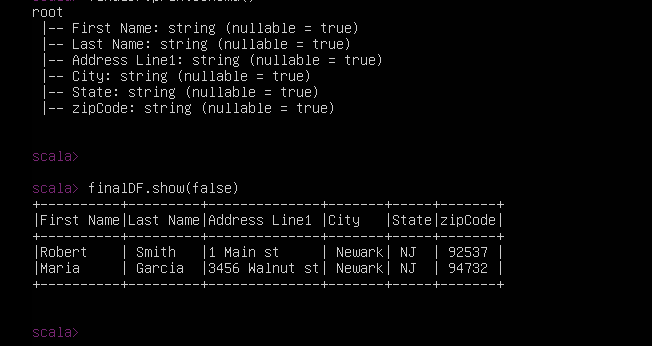 root
 |-- First Name: string (nullable = true)
 |-- Last Name: string (nullable = true)
 |-- Address Line1: string (nullable = true)
 |-- City: string (nullable = true)
 |-- State: string (nullable = true)
 |-- zipCode: string (nullable = true)
scala>
scala> finalDF.show(false)
+----------+---------+--------------+-------+-----+-------+
|First Name|Last Name|Address Line1 |City   |State|zipCode|
+----------+---------+--------------+-------+-----+-------+
|Robert    | Smith   |1 Main st     | Newark| NJ  | 92537 |
|Maria     | Garcia  |3456 Walnut st| Newark| NJ  | 94732 |
+----------+---------+--------------+-------+-----+-------+
scala>